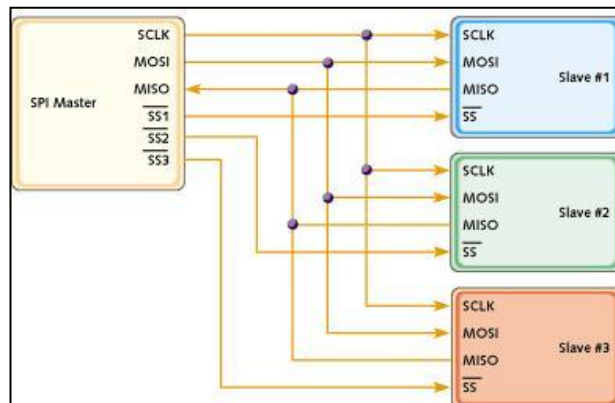 SCLK
MOSI
MISO
SPI Master
SS1
SS2
SS3
SCLK
MOSI
MISO
SS
Slave #1
SCLK
MOSI
MISO
SS
Slave #2
SCLK
MOSI
MISO
SS
Slave #3